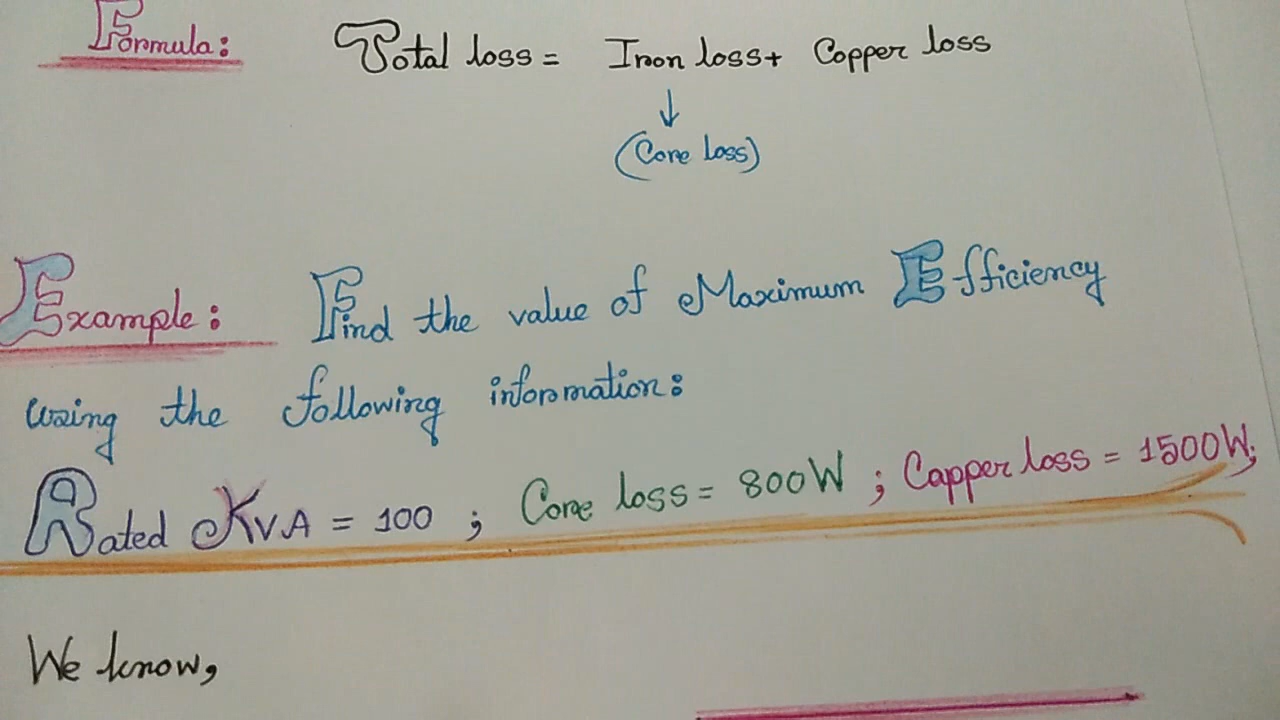 Formula: Total loss = Iron loss + Copper loss
↓
(Core loss)
Example: Find the value of Maximum Efficiency
using the following information:
Rated KVA = 100 ; Core loss = 800W ; Capper loss = 1500W;
We know,